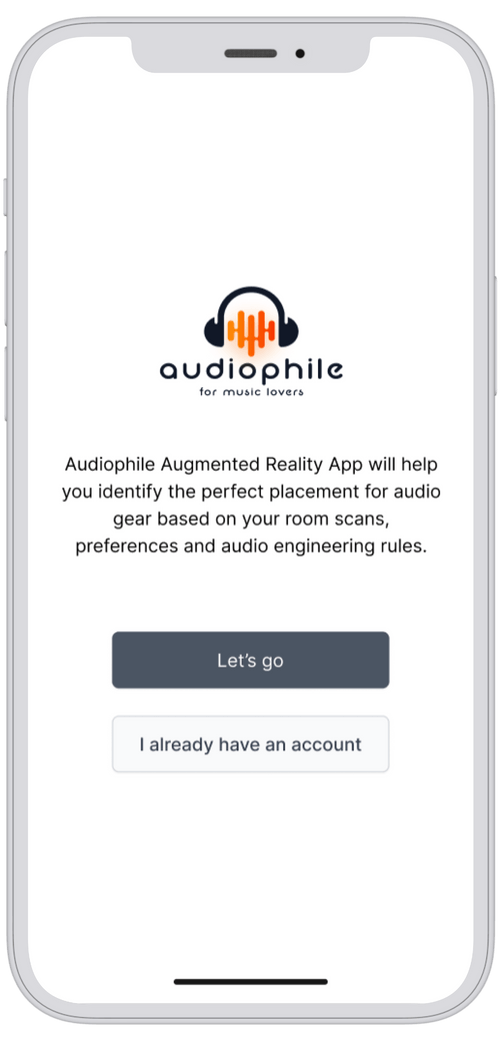 audiophile
for music lovers
Audiophile Augmented Reality App will help
you identify the perfect placement for audio
gear based on your room scans,
preferences and audio engineering rules.
Let’s go
I already have an account